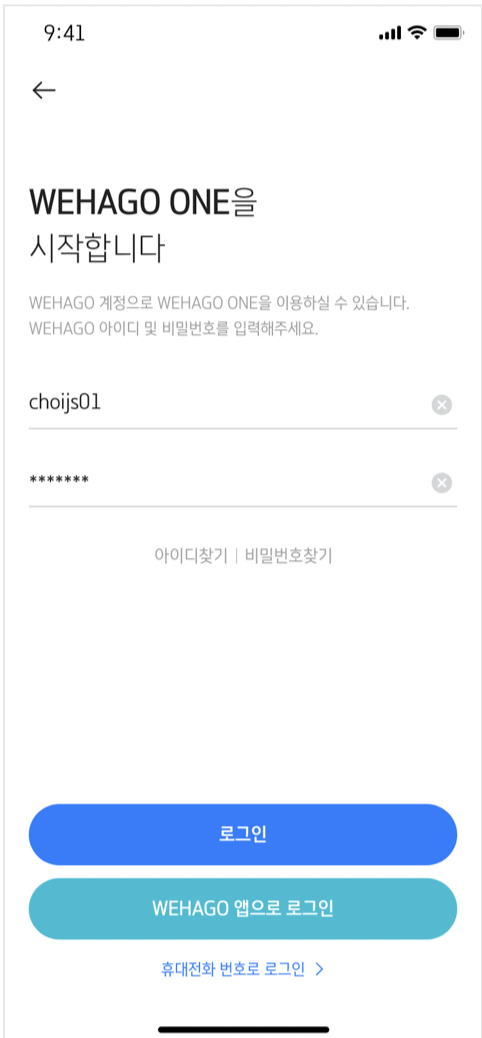 9:41
WEHAGO ONE을
시작합니다
WEHAGO 계정으로 WEHAGO ONE을 이용하실 수 있습니다.
WEHAGO 아이디 및 비밀번호를 입력해주세요.
choijs01
*******
아이디찾기 | 비밀번호찾기
로그인
WEHAGO 앱으로 로그인
휴대전화 번호로 로그인 >